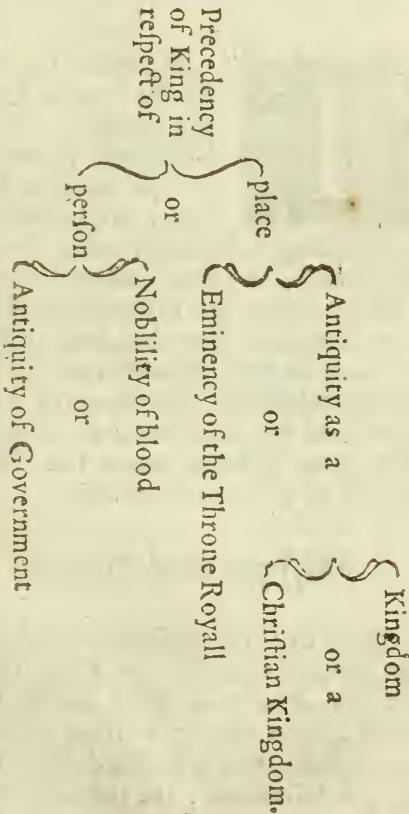 Precedency
of King in
reſpect of
place
or
perſon
Antiquity as a
or
Eminency of the Throne Royall
Noblility of blood
or
Antiquity of Government
Kingdom
or a
Chriſtian Kingdom.